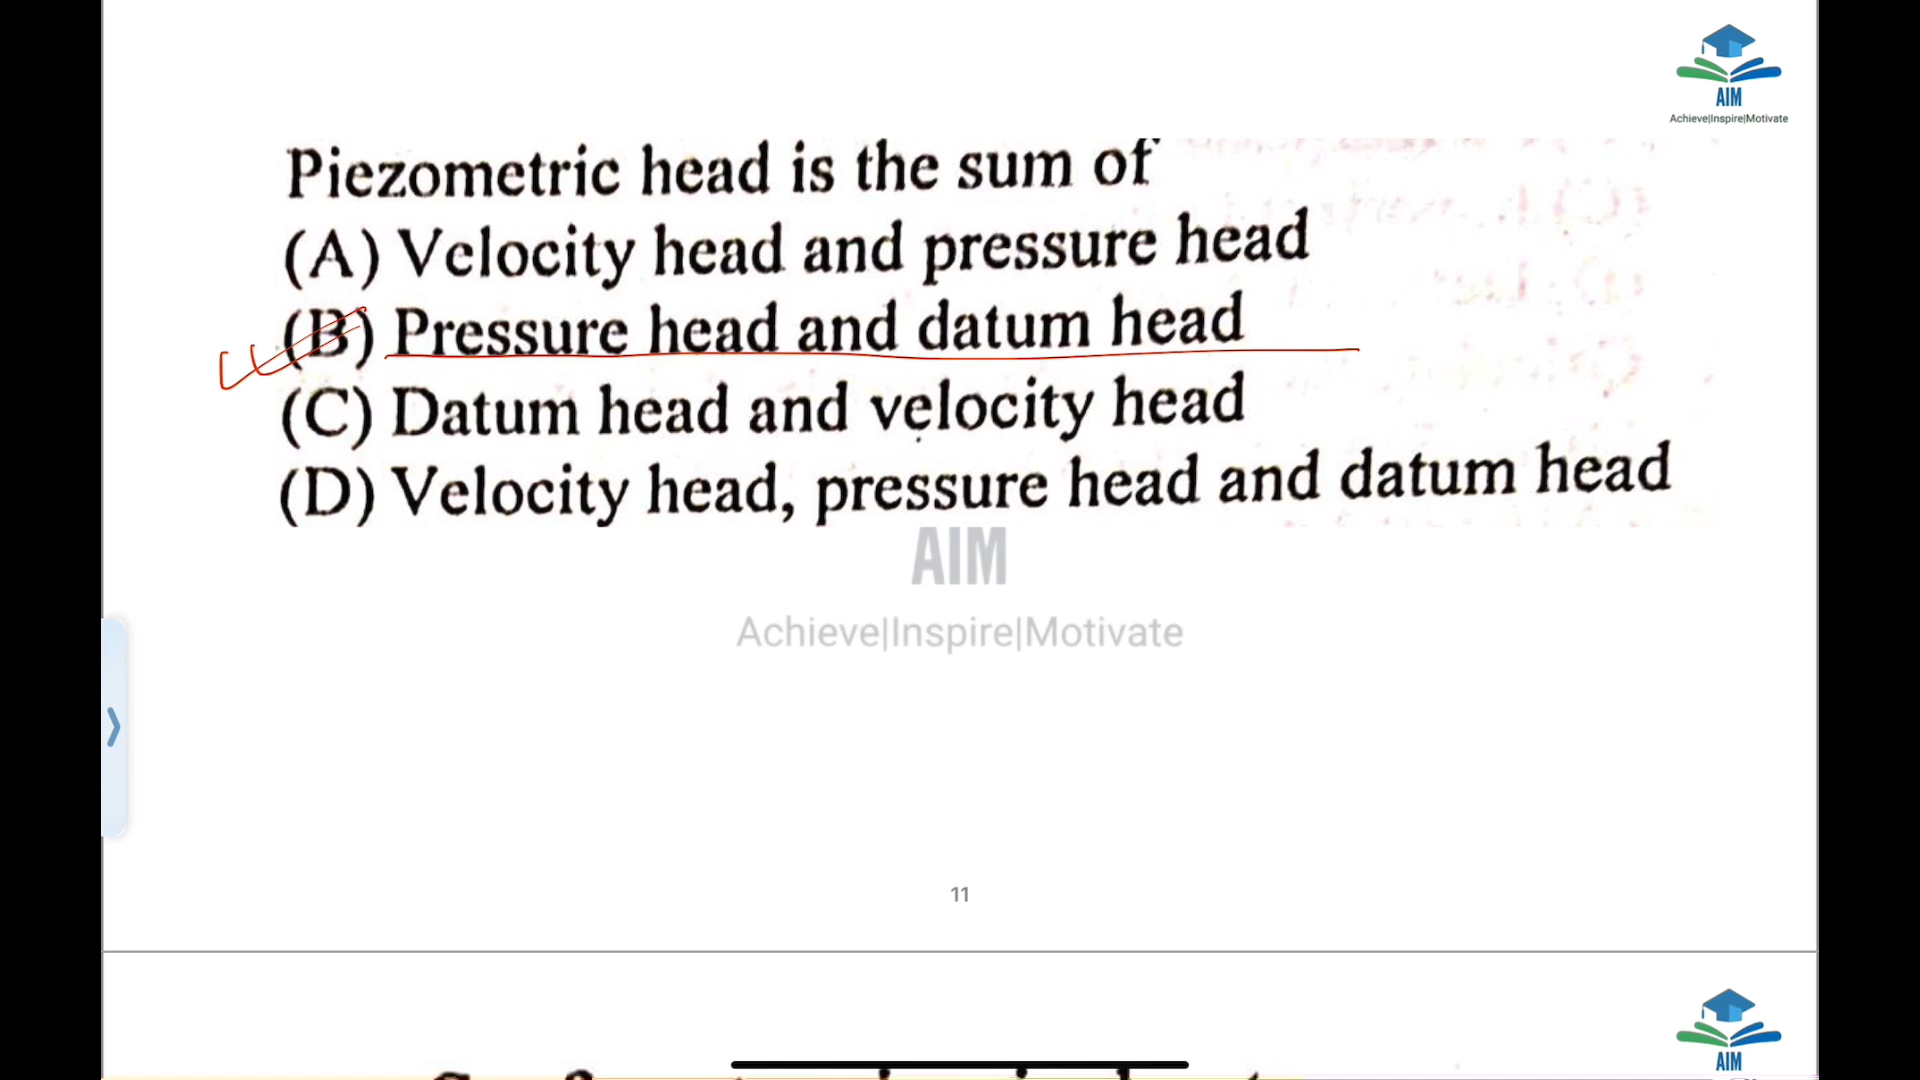 AIM
Achieve|Inspire|Motivate
Piezometric head is the sum of
(A) Velocity head and pressure head
(B) Pressure head and datum head
(C) Datum head and velocity head
(D) Velocity head, pressure head and datum head
AIM
Achieve|Inspire|Motivate
11
AIM